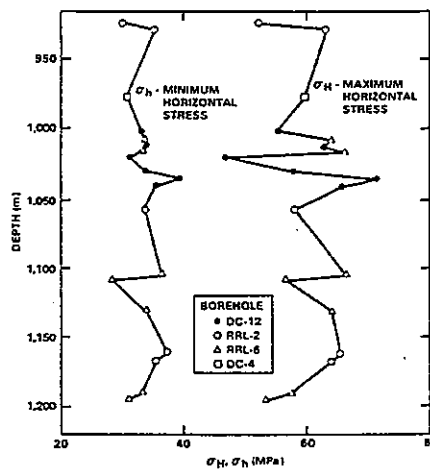 σh - MINIMUM
HORIZONTAL
STRESS
σH - MAXIMUM
HORIZONTAL
STRESS
950
1,000
1,050
1,100
1,150
1,200
DEPTH (m)
BOREHOLE
DC-12
RRL-2
RRL-6
DC-4
20
40
60
σH, σh (MPa)